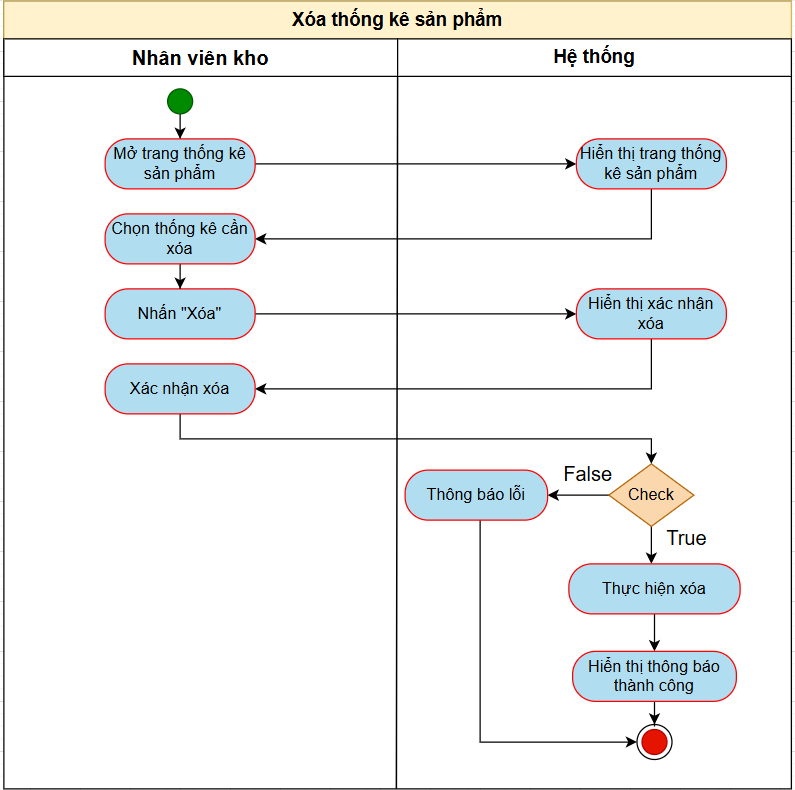 Xóa thống kê sản phẩm
Nhân viên kho
Hệ thống
Mở trang thống kê
sản phẩm
Hiển thị trang thống
kê sản phẩm
Chọn thống kê cần
xóa
Nhấn "Xóa"
Hiển thị xác nhận
xóa
Xác nhận xóa
False
Thông báo lỗi
Check
True
Thực hiện xóa
Hiển thị thông báo
thành công